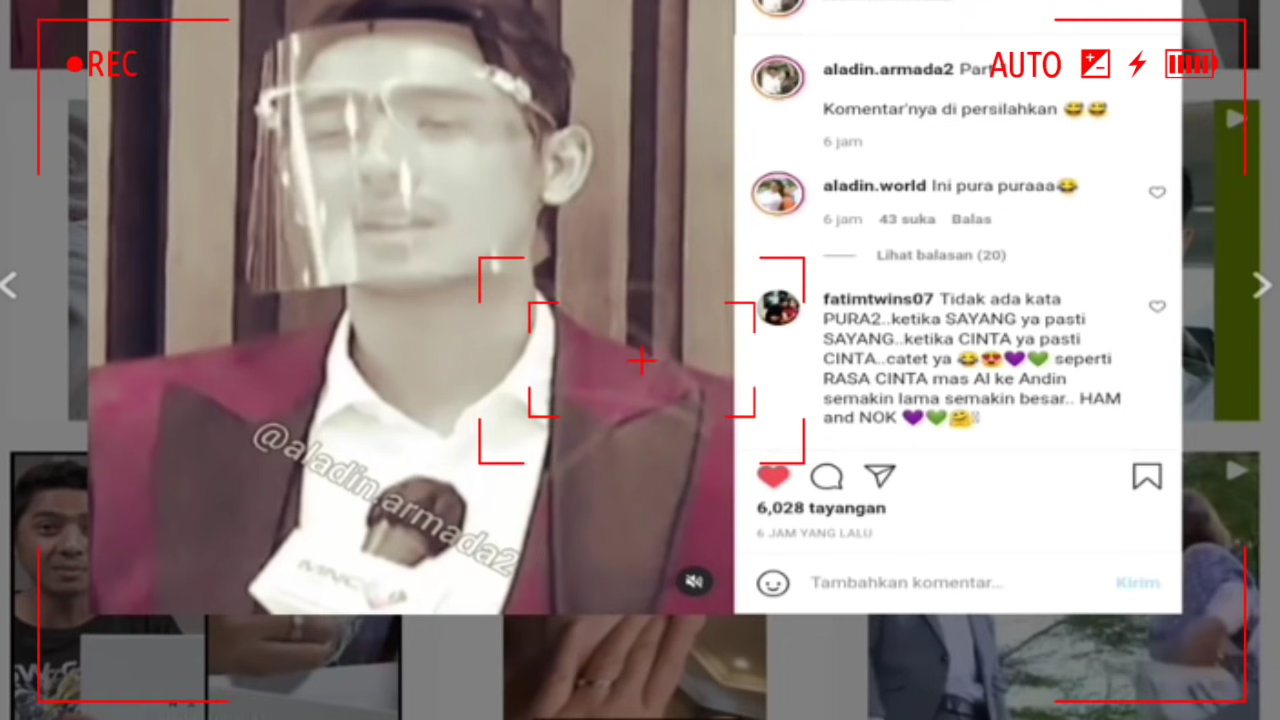 REC
AUTO
aladin.armada2 Part
Komentar'nya di persilahkan 😅 😅
6 jam
aladin.world Ini pura puraaa😂
6 jam 43 suka Balas
Lihat balasan (20)
fatimtwins07 Tidak ada kata
PURA2..ketika SAYANG ya pasti
SAYANG..ketika CINTA ya pasti
CINTA..catet ya 😂😍💜💚 seperti
RASA CINTA mas Al ke Andin
semakin lama semakin besar.. HAM
and NOK 💜💚🤗
@aladin.armada2
MNC
6,028 tayangan
6 JAM YANG LALU
Tambahkan komentar...
Kirim